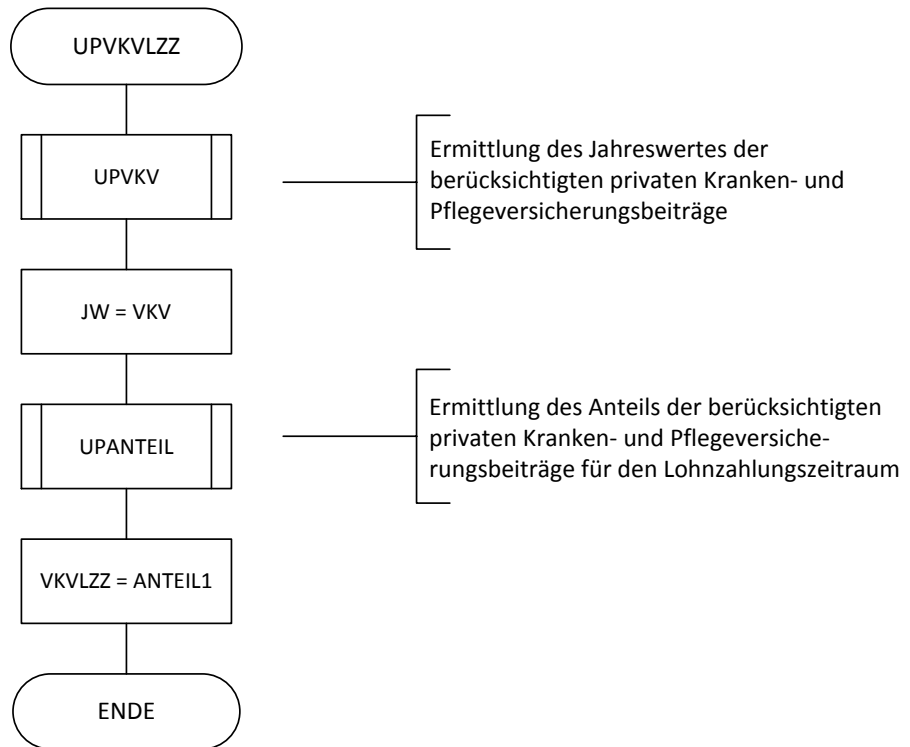 UPVKVLZZ
UPVKV
Ermittlung des Jahreswertes der
berücksichtigten privaten Kranken- und
Pflegeversicherungsbeiträge
JW = VKV
UPANTEIL
Ermittlung des Anteils der berücksichtigten
privaten Kranken- und Pflegeversiche-
rungsbeiträge für den Lohnzahlungszeitraum
VKVLZZ = ANTEIL1
ENDE